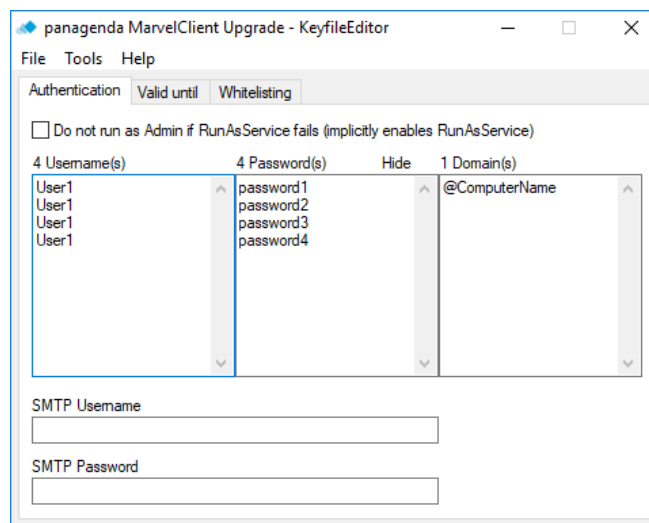 panagenda MarvelClient Upgrade - KeyfileEditor
File Tools Help
Authentication Valid until Whitelisting
Do not run as Admin if RunAsService fails (implicitly enables RunAsService)
4 Username(s) 4 Password(s) Hide 1 Domain(s)
User1 password1 @ComputerName
User1 password2
User1 password3
User1 password4
SMTP Username
SMTP Password